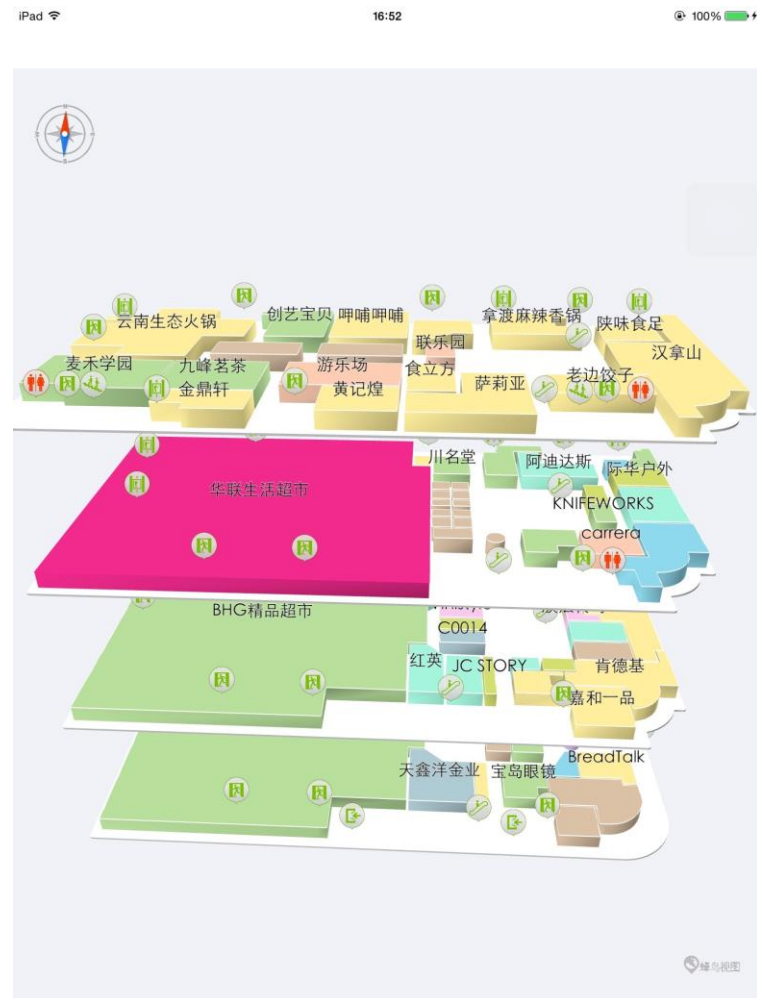 iPad 16:52 100%
创艺宝贝 呷哺呷哺 拿渡麻辣香锅
云南生态火锅 陕味食足
联乐园
汉拿山
麦禾学园 九峰茗茶 游乐场 食立方
金鼎轩 黄记煌 萨莉亚 老边饺子
川名堂 阿迪达斯 际华户外
华联生活超市
KNIFEWORKS
carrera
BHG精品超市
C0014
红英 JC STORY 肯德基
嘉和一品
BreadTalk
天鑫洋金业 宝岛眼镜
蜂鸟视图